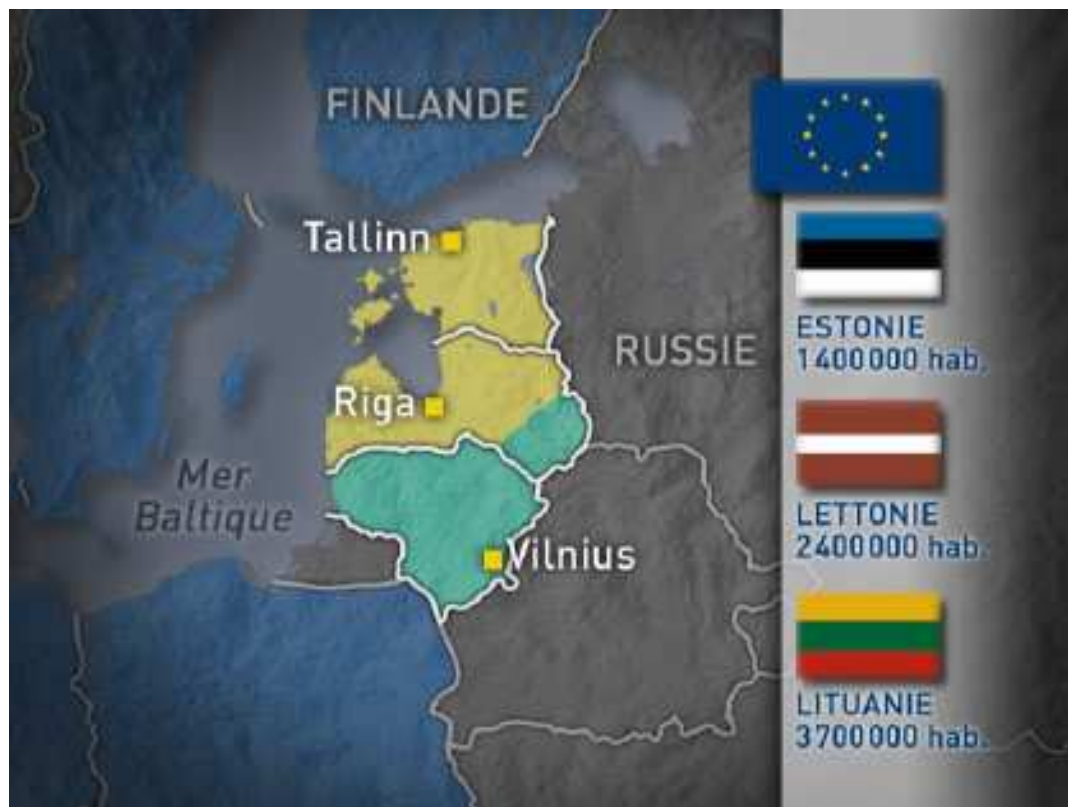 FINLANDE
Tallinn
RUSSIE
Riga
Mer
Baltique
Vilnius
ESTONIE
1400000 hab.
LETTONIE
2400000 hab.
LITUANIE
3700000 hab.